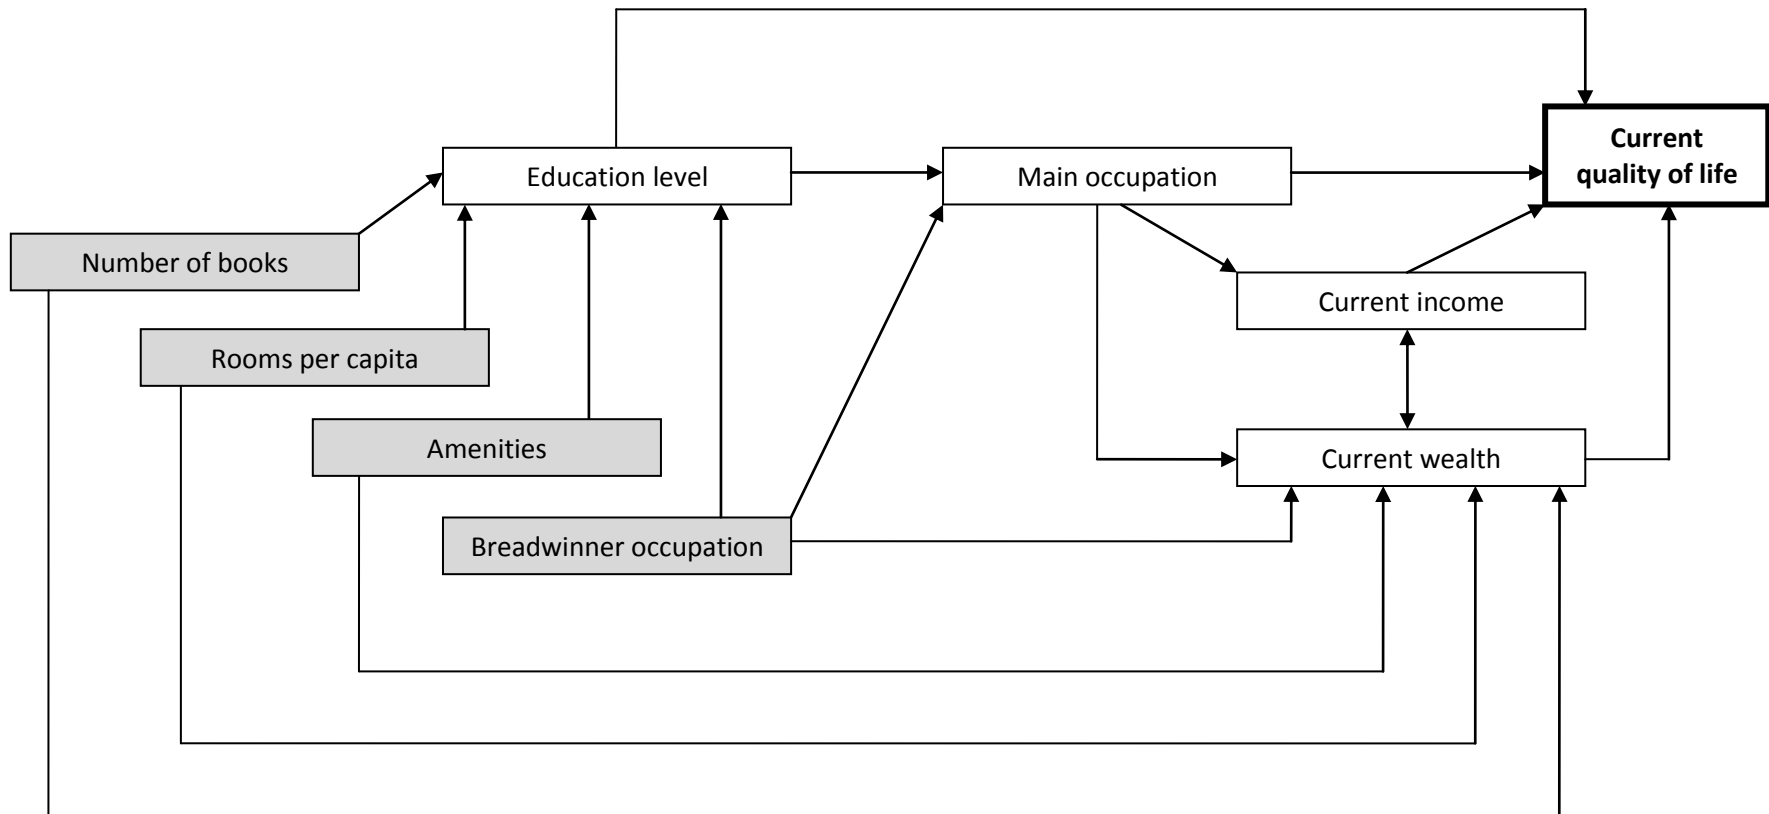 Current
quality of life
Education level
Main occupation
Number of books
Current income
Rooms per capita
Amenities
Current wealth
Breadwinner occupation